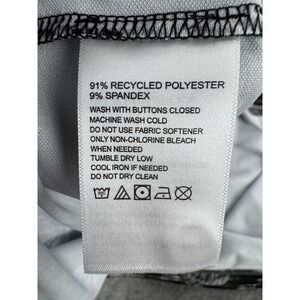 91% RECYCLED POLYESTER
9% SPANDEX
WASH WITH BUTTONS CLOSED
MACHINE WASH COLD
DO NOT USE FABRIC SOFTENER
ONLY NON-CHLORINE BLEACH
WHEN NEEDED
TUMBLE DRY LOW
COOL IRON IF NEEDED
DO NOT DRY CLEAN